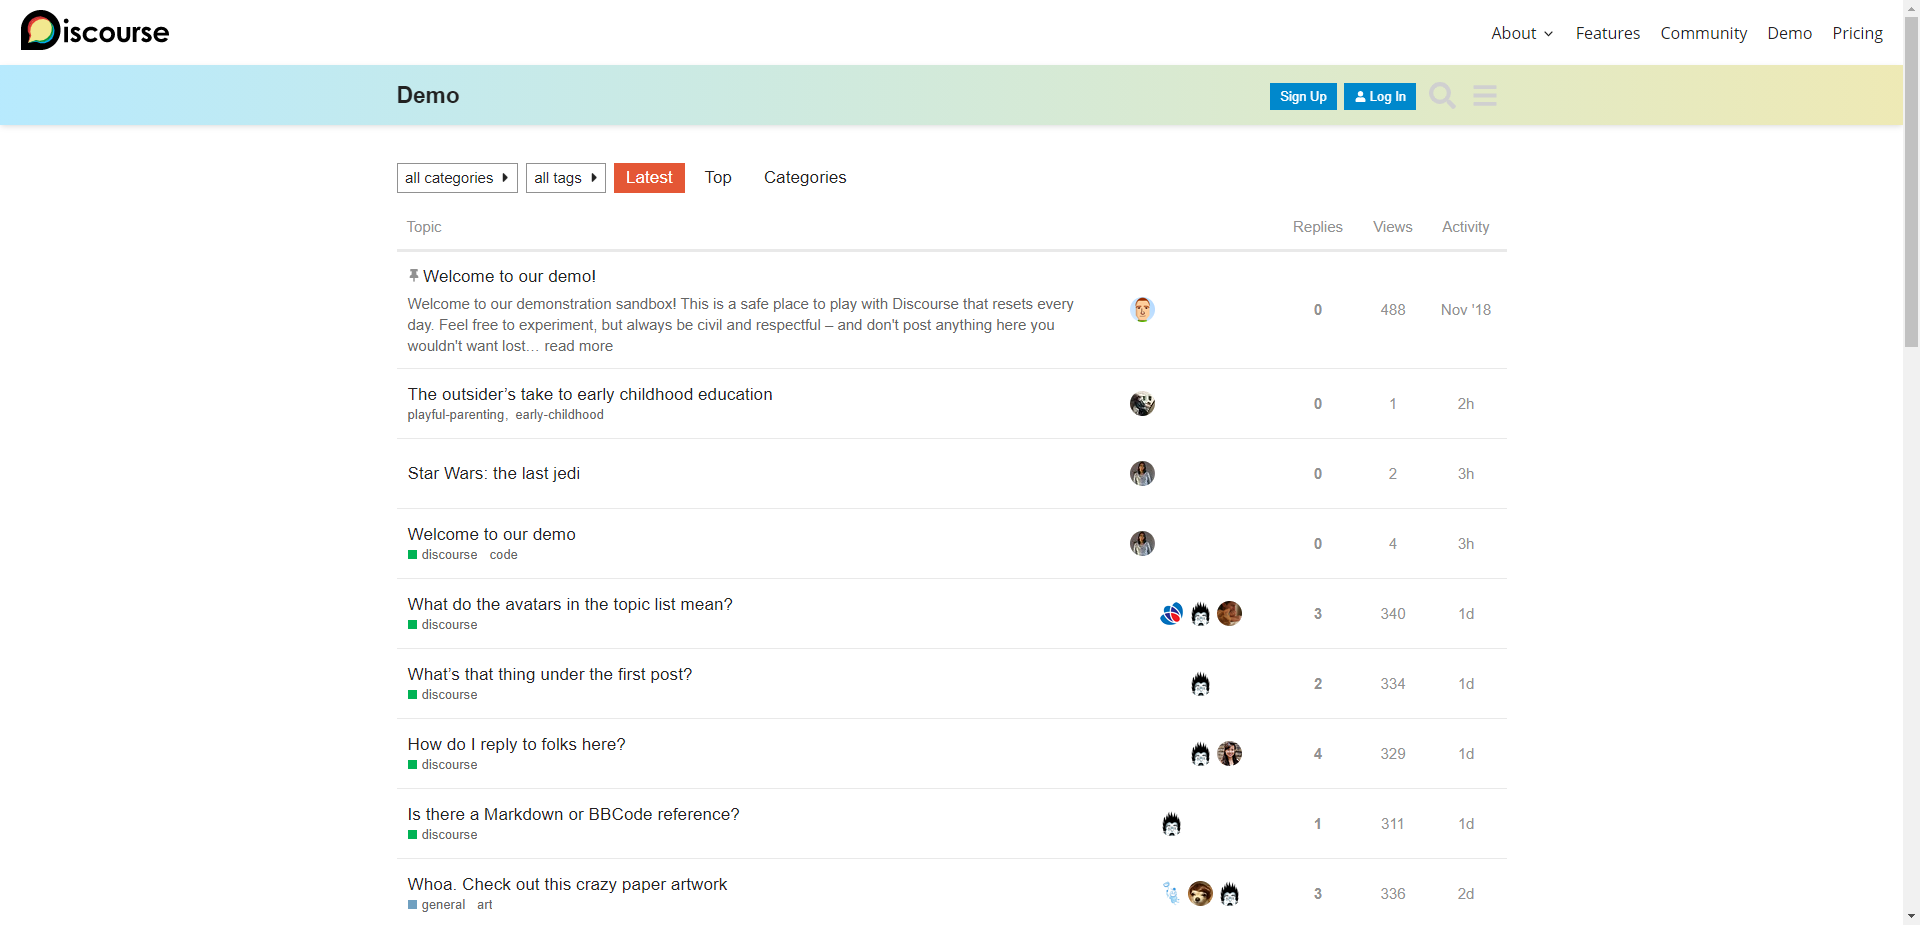 Discourse
About Features Community Demo Pricing
Demo
Sign Up Log In
all categories all tags Latest Top Categories
Topic Replies Views Activity
Welcome to our demo!
Welcome to our demonstration sandbox! This is a safe place to play with Discourse that resets every
day. Feel free to experiment, but always be civil and respectful – and don't post anything here you
wouldn't want lost… read more
0 488 Nov '18
The outsider’s take to early childhood education
playful-parenting, early-childhood
0 1 2h
Star Wars: the last jedi
0 2 3h
Welcome to our demo
discourse code
0 4 3h
What do the avatars in the topic list mean?
discourse
3 340 1d
What’s that thing under the first post?
discourse
2 334 1d
How do I reply to folks here?
discourse
4 329 1d
Is there a Markdown or BBCode reference?
discourse
1 311 1d
Whoa. Check out this crazy paper artwork
general art
3 336 2d